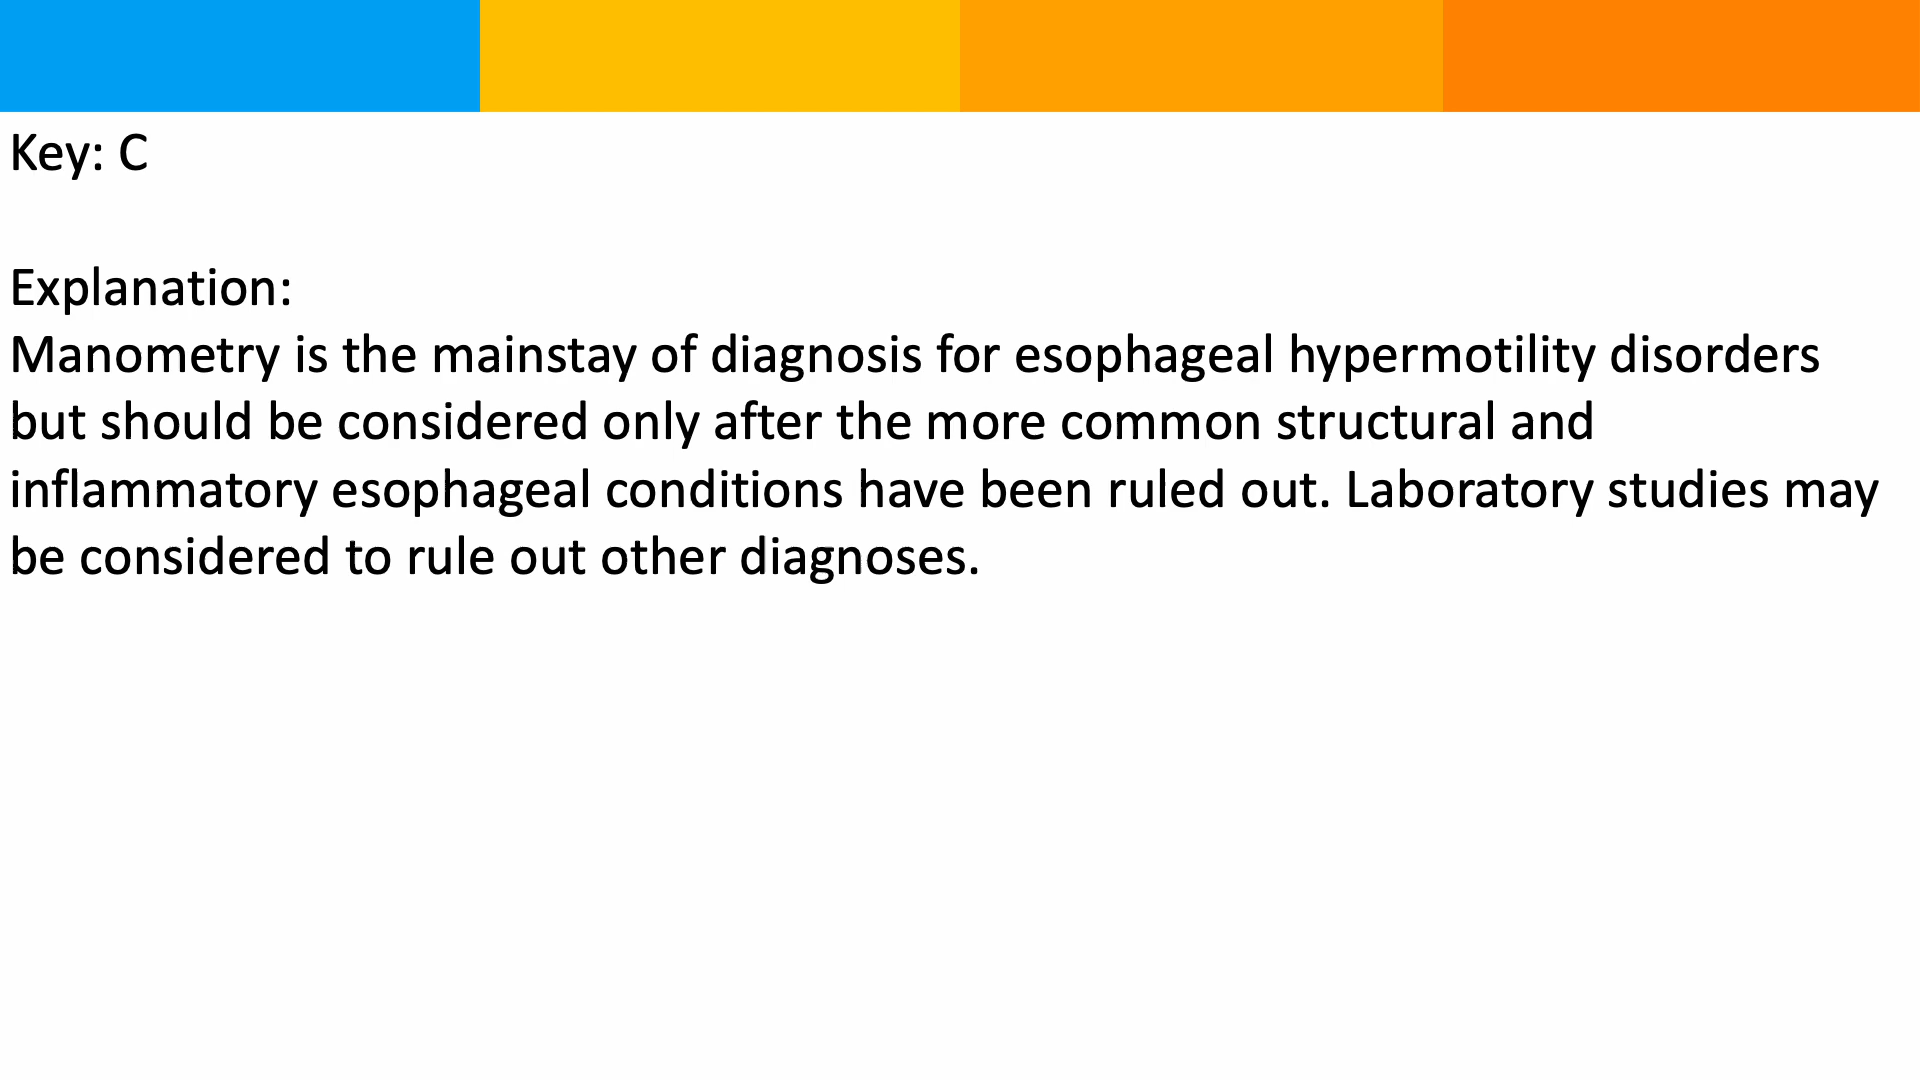 Key: C
Explanation:
Manometry is the mainstay of diagnosis for esophageal hypermotility disorders
but should be considered only after the more common structural and
inflammatory esophageal conditions have been ruled out. Laboratory studies may
be considered to rule out other diagnoses.